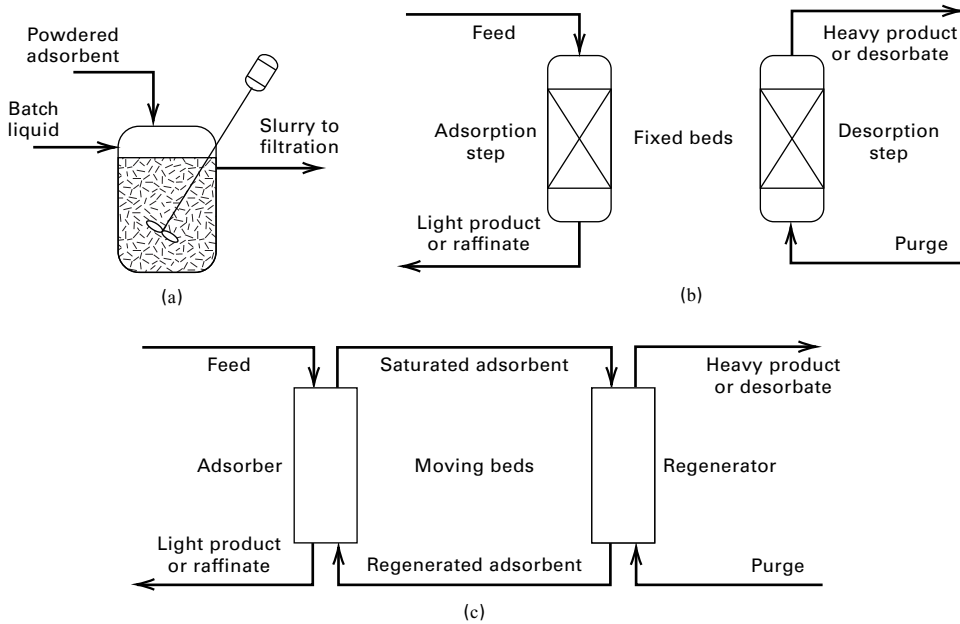 Powdered
adsorbent
Batch
liquid
Slurry to
filtration
(a)
Feed
Adsorption
step
Light product
or raffinate
Fixed beds
Heavy product
or desorbate
Desorption
step
Purge
(b)
Feed
Saturated adsorbent
Heavy product
or desorbate
Adsorber
Moving beds
Regenerator
Light product
or raffinate
Regenerated adsorbent
Purge
(c)